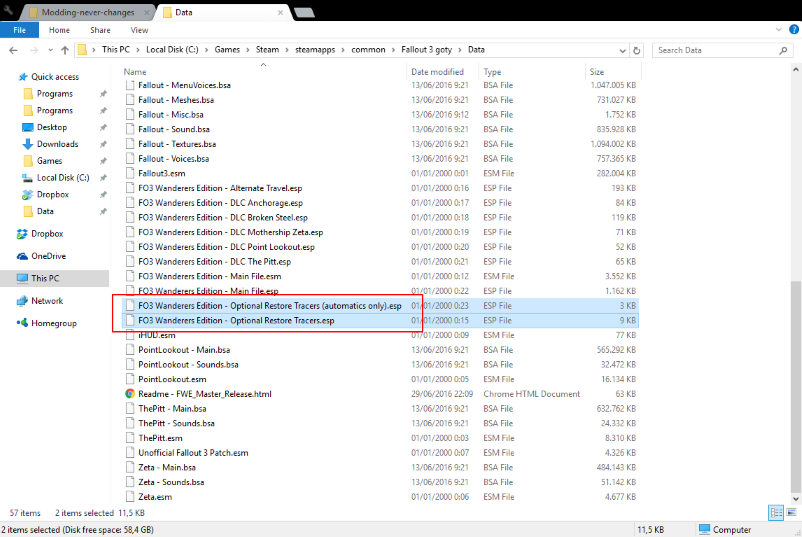 Modding-never-changes
Data
File Home Share View
This PC Local Disk (C:) Games Steam steamapps common Fallout 3 goty Data
Search Data
Quick access
Programs
Programs
Desktop
Downloads
Games
Local Disk (C:)
Dropbox
Data
Dropbox
OneDrive
This PC
Network
Homegroup
Name Date modified Type Size
Fallout - MenuVoices.bsa 13/06/2016 9:21 BSA File 1.047.005 KB
Fallout - Meshes.bsa 13/06/2016 9:21 BSA File 731.027 KB
Fallout - Misc.bsa 13/06/2016 9:12 BSA File 1.752 KB
Fallout - Sound.bsa 13/06/2016 9:21 BSA File 835.928 KB
Fallout - Textures.bsa 13/06/2016 9:21 BSA File 1.094.002 KB
Fallout - Voices.bsa 13/06/2016 9:21 BSA File 757.365 KB
Fallout3.esm 01/01/2000 0:03 ESM File 282.004 KB
FO3 Wanderers Edition - Alternate Travel.esp 01/01/2000 0:16 ESP File 193 KB
FO3 Wanderers Edition - DLC Anchorage.esp 01/01/2000 0:17 ESP File 84 KB
FO3 Wanderers Edition - DLC Broken Steel.esp 01/01/2000 0:18 ESP File 119 KB
FO3 Wanderers Edition - DLC Mothership Zeta.esp 01/01/2000 0:19 ESP File 71 KB
FO3 Wanderers Edition - DLC Point Lookout.esp 01/01/2000 0:20 ESP File 52 KB
FO3 Wanderers Edition - DLC The Pitt.esp 01/01/2000 0:21 ESP File 65 KB
FO3 Wanderers Edition - Main File.esm 01/01/2000 0:12 ESM File 3.552 KB
FO3 Wanderers Edition - Main File.esp 01/01/2000 0:22 ESP File 1.162 KB
FO3 Wanderers Edition - Optional Restore Tracers (automatics only).esp 01/01/2000 0:23 ESP File 3 KB
FO3 Wanderers Edition - Optional Restore Tracers.esp 01/01/2000 0:15 ESP File 9 KB
iHUD.esm 01/01/2000 0:09 ESM File 77 KB
PointLookout - Main.bsa 13/06/2016 9:21 BSA File 565.292 KB
PointLookout - Sounds.bsa 13/06/2016 9:21 BSA File 32.472 KB
PointLookout.esm 01/01/2000 0:05 ESM File 16.134 KB
Readme - FWE_Master_Release.html 29/06/2016 22:09 Chrome HTML Document 63 KB
ThePitt - Main.bsa 13/06/2016 9:21 BSA File 632.762 KB
ThePitt - Sounds.bsa 13/06/2016 9:21 BSA File 24.332 KB
ThePitt.esm 01/01/2000 0:03 ESM File 8.310 KB
Unofficial Fallout 3 Patch.esm 01/01/2000 0:07 ESM File 4.326 KB
Zeta - Main.bsa 13/06/2016 9:21 BSA File 484.143 KB
Zeta - Sounds.bsa 13/06/2016 9:21 BSA File 51.142 KB
Zeta.esm 01/01/2000 0:06 ESM File 4.677 KB
57 items 2 items selected 11,5 KB
2 items selected (Disk free space: 58,4 GB) 11,5 KB Computer